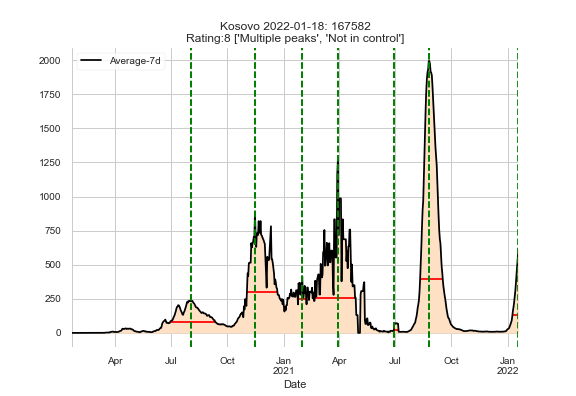 Kosovo 2022-01-18: 167582
Rating:8 ['Multiple peaks', 'Not in control']
Average-7d
2000
1750
1500
1250
1000
750
500
250
0
Apr Jul Oct Jan Apr Jul Oct Jan
2021 2022
Date